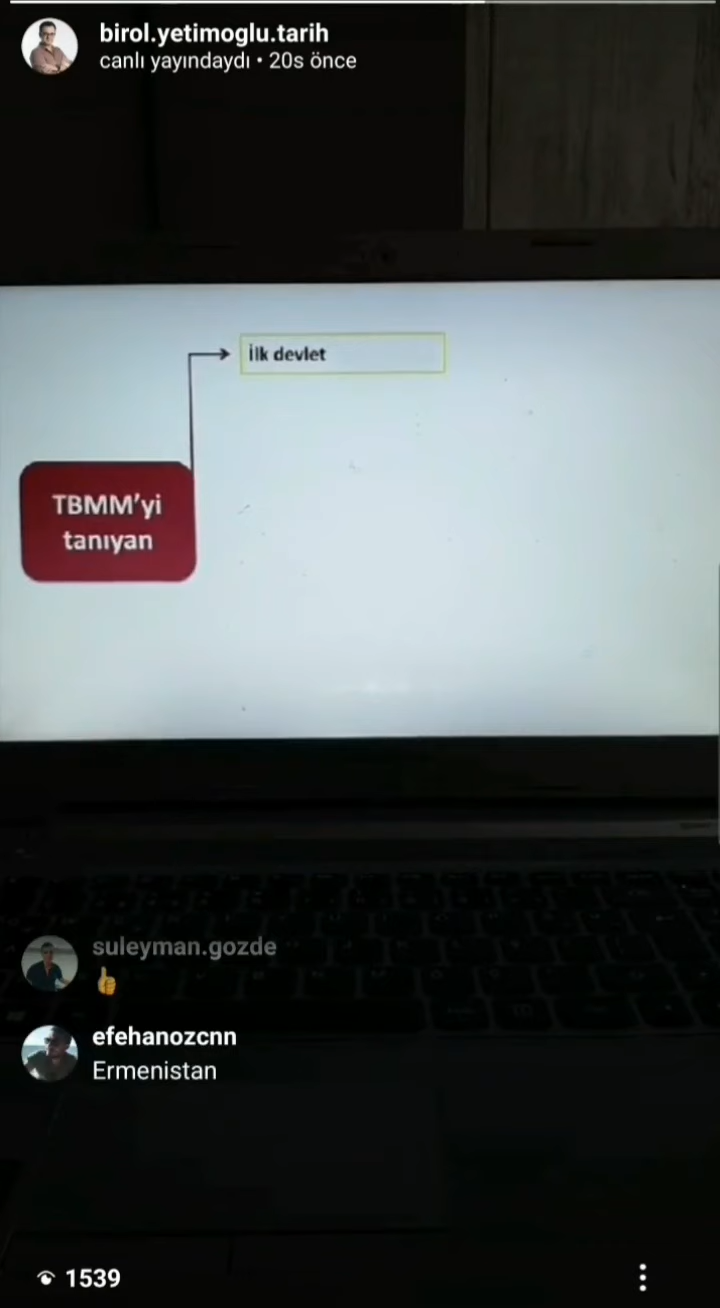 birol.yetimoglu.tarih
canlı yayındaydı • 20s önce
İlk devlet
TBMM'yi
tanıyan
suleyman.gozde
👍
efehanozcnn
Ermenistan
1539